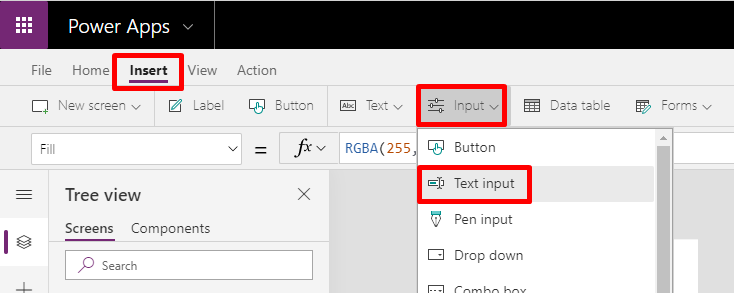 Power Apps
File Home Insert View Action
New screen Label Button Abc Text Input Data table Forms
Fill = fx RGBA(255,
Button
Tree view
Text input
Screens Components
Pen input
Search
Drop down
Combo box